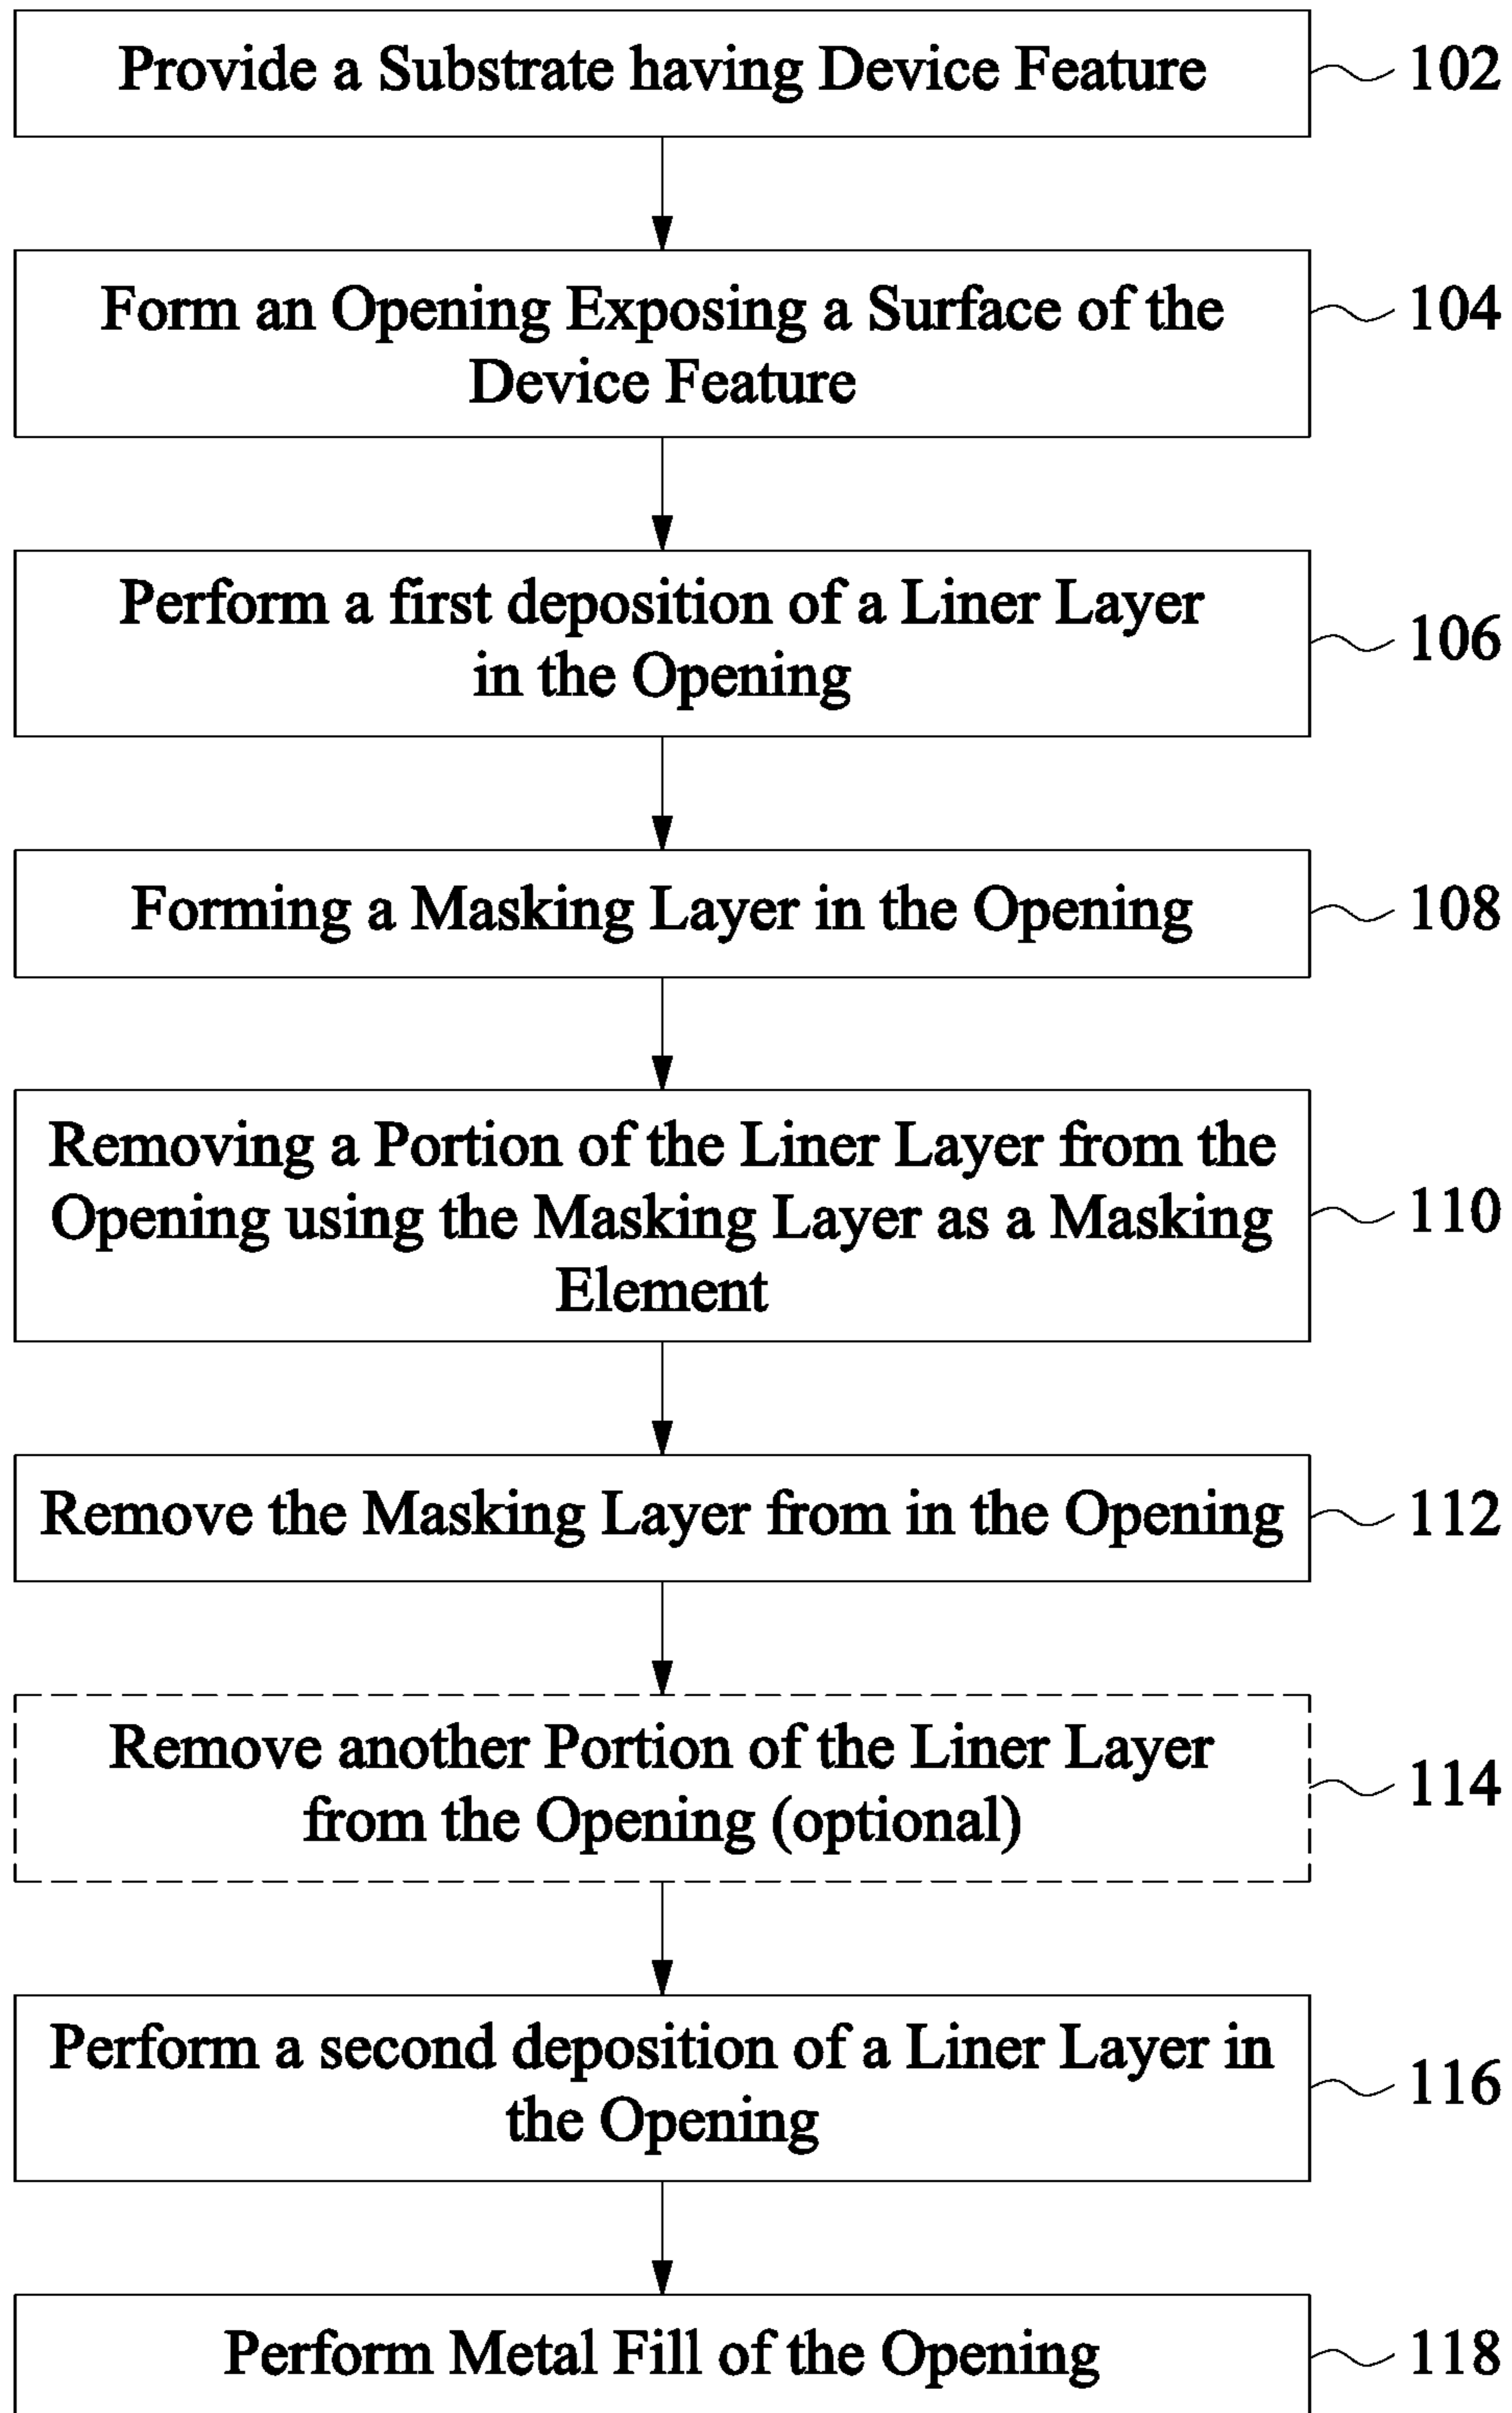 Provide a Substrate having Device Feature
102
Form an Opening Exposing a Surface of the
Device Feature
104
Perform a first deposition of a Liner Layer
in the Opening
106
Forming a Masking Layer in the Opening
108
Removing a Portion of the Liner Layer from the
Opening using the Masking Layer as a Masking
Element
110
Remove the Masking Layer from in the Opening
112
Remove another Portion of the Liner Layer
from the Opening (optional)
114
Perform a second deposition of a Liner Layer in
the Opening
116
Perform Metal Fill of the Opening
118